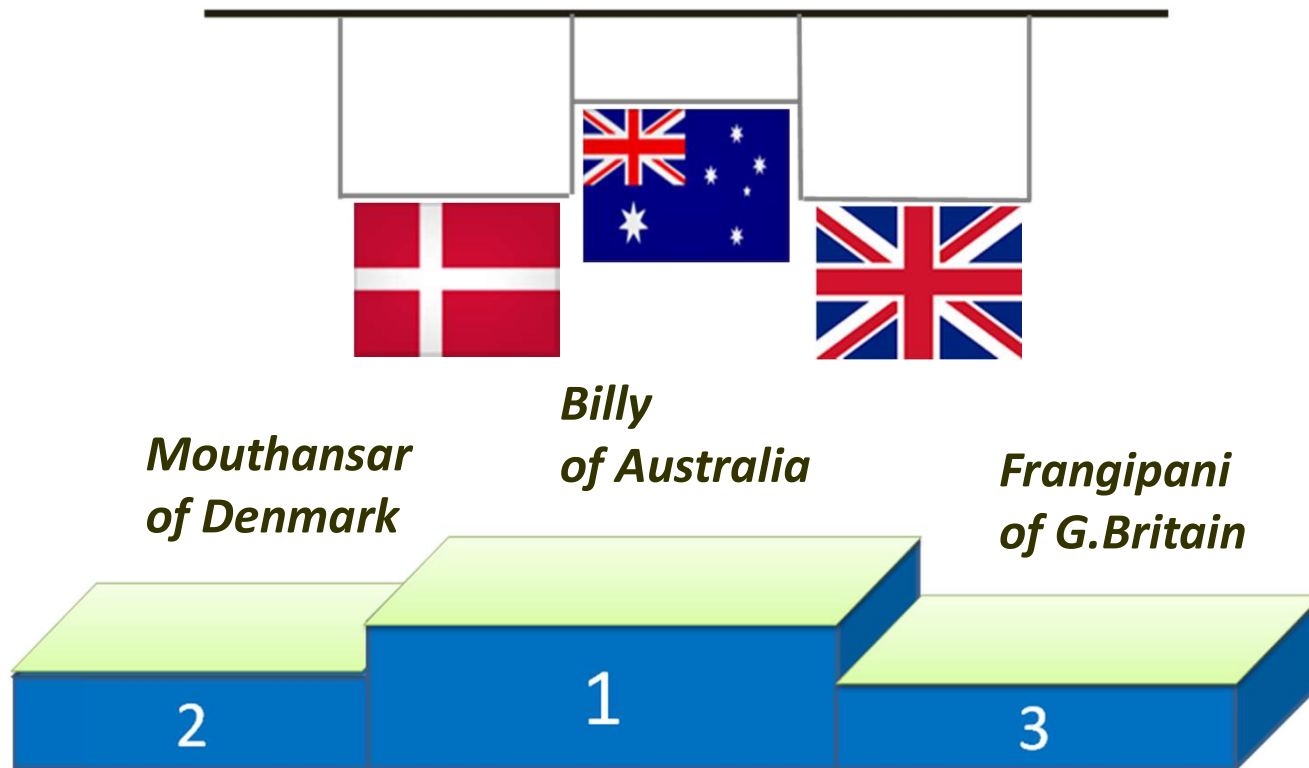 Billy
of Australia
Mouthansar
of Denmark
Frangipani
of G.Britain
2
1
3